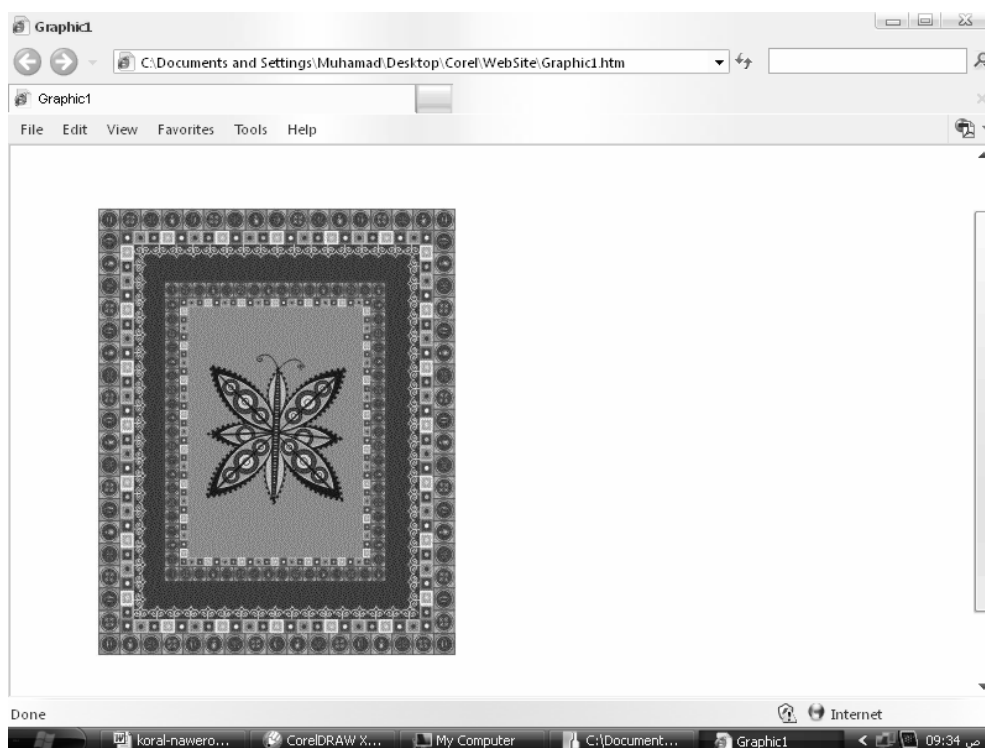 Graphic1
C:\Documents and Settings\Muhamad\Desktop\Corel\WebSite\Graphic1.htm
Graphic1
File Edit View Favorites Tools Help
Done
Internet
koral-nawero... CorelDRAW X... My Computer C:\Document... Graphic1 < 09:34 ص